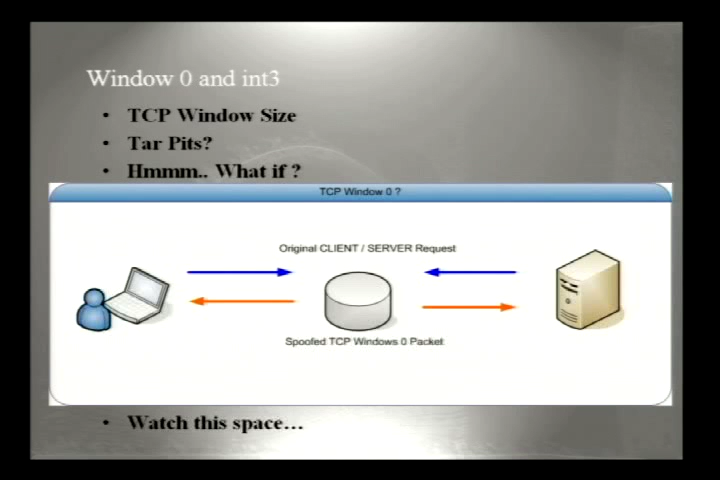 Window 0 and int3
• TCP Window Size
• Tar Pits?
• Hmmm.. What if ?
TCP Window 0 ?
Original CLIENT / SERVER Request
Spoofed TCP Windows 0 Packet
• Watch this space…